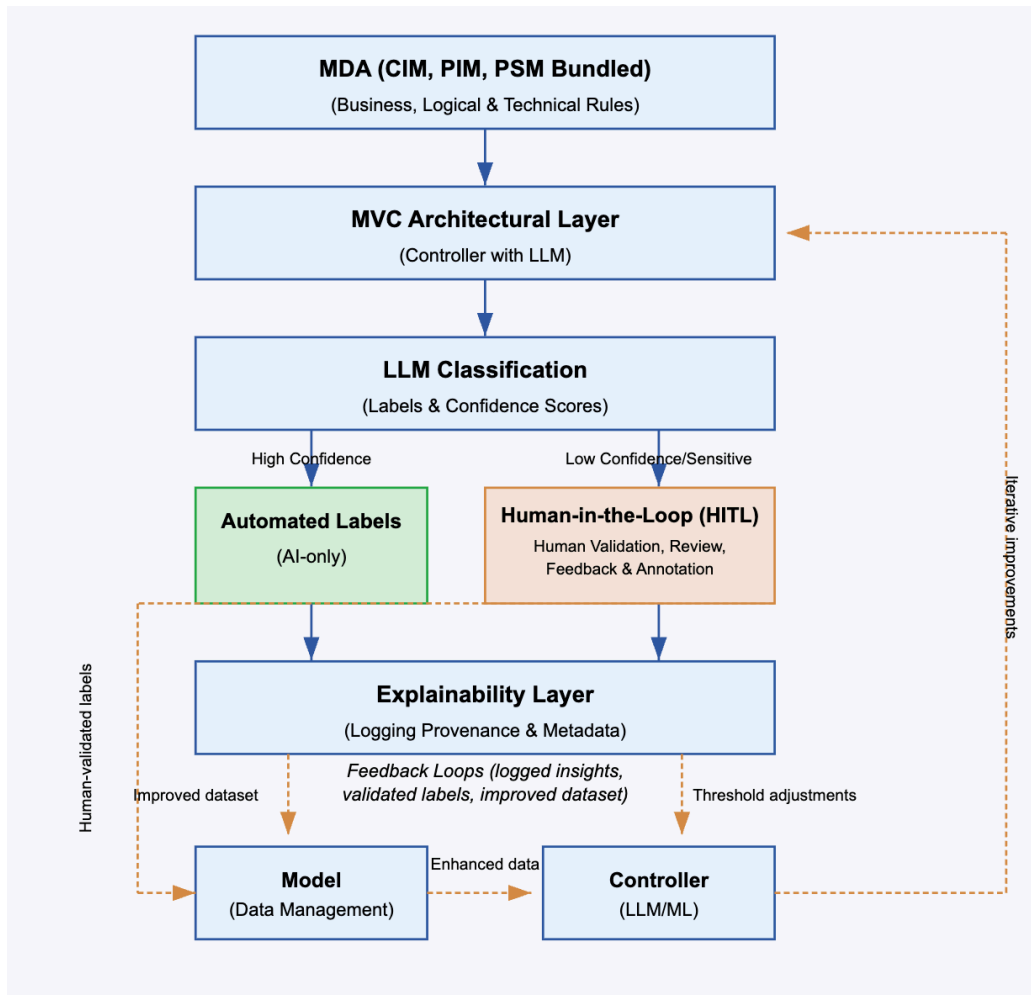 MDA (CIM, PIM, PSM Bundled)
(Business, Logical & Technical Rules)
MVC Architectural Layer
(Controller with LLM)
LLM Classification
(Labels & Confidence Scores)
High Confidence
Low Confidence/Sensitive
Automated Labels
(AI-only)
Human-in-the-Loop (HITL)
Human Validation, Review,
Feedback & Annotation
Iterative improvements
Explainability Layer
(Logging Provenance & Metadata)
Human-validated labels
Feedback Loops (logged insights,
validated labels, improved dataset)
Improved dataset
Threshold adjustments
Model
(Data Management)
Enhanced data
Controller
(LLM/ML)